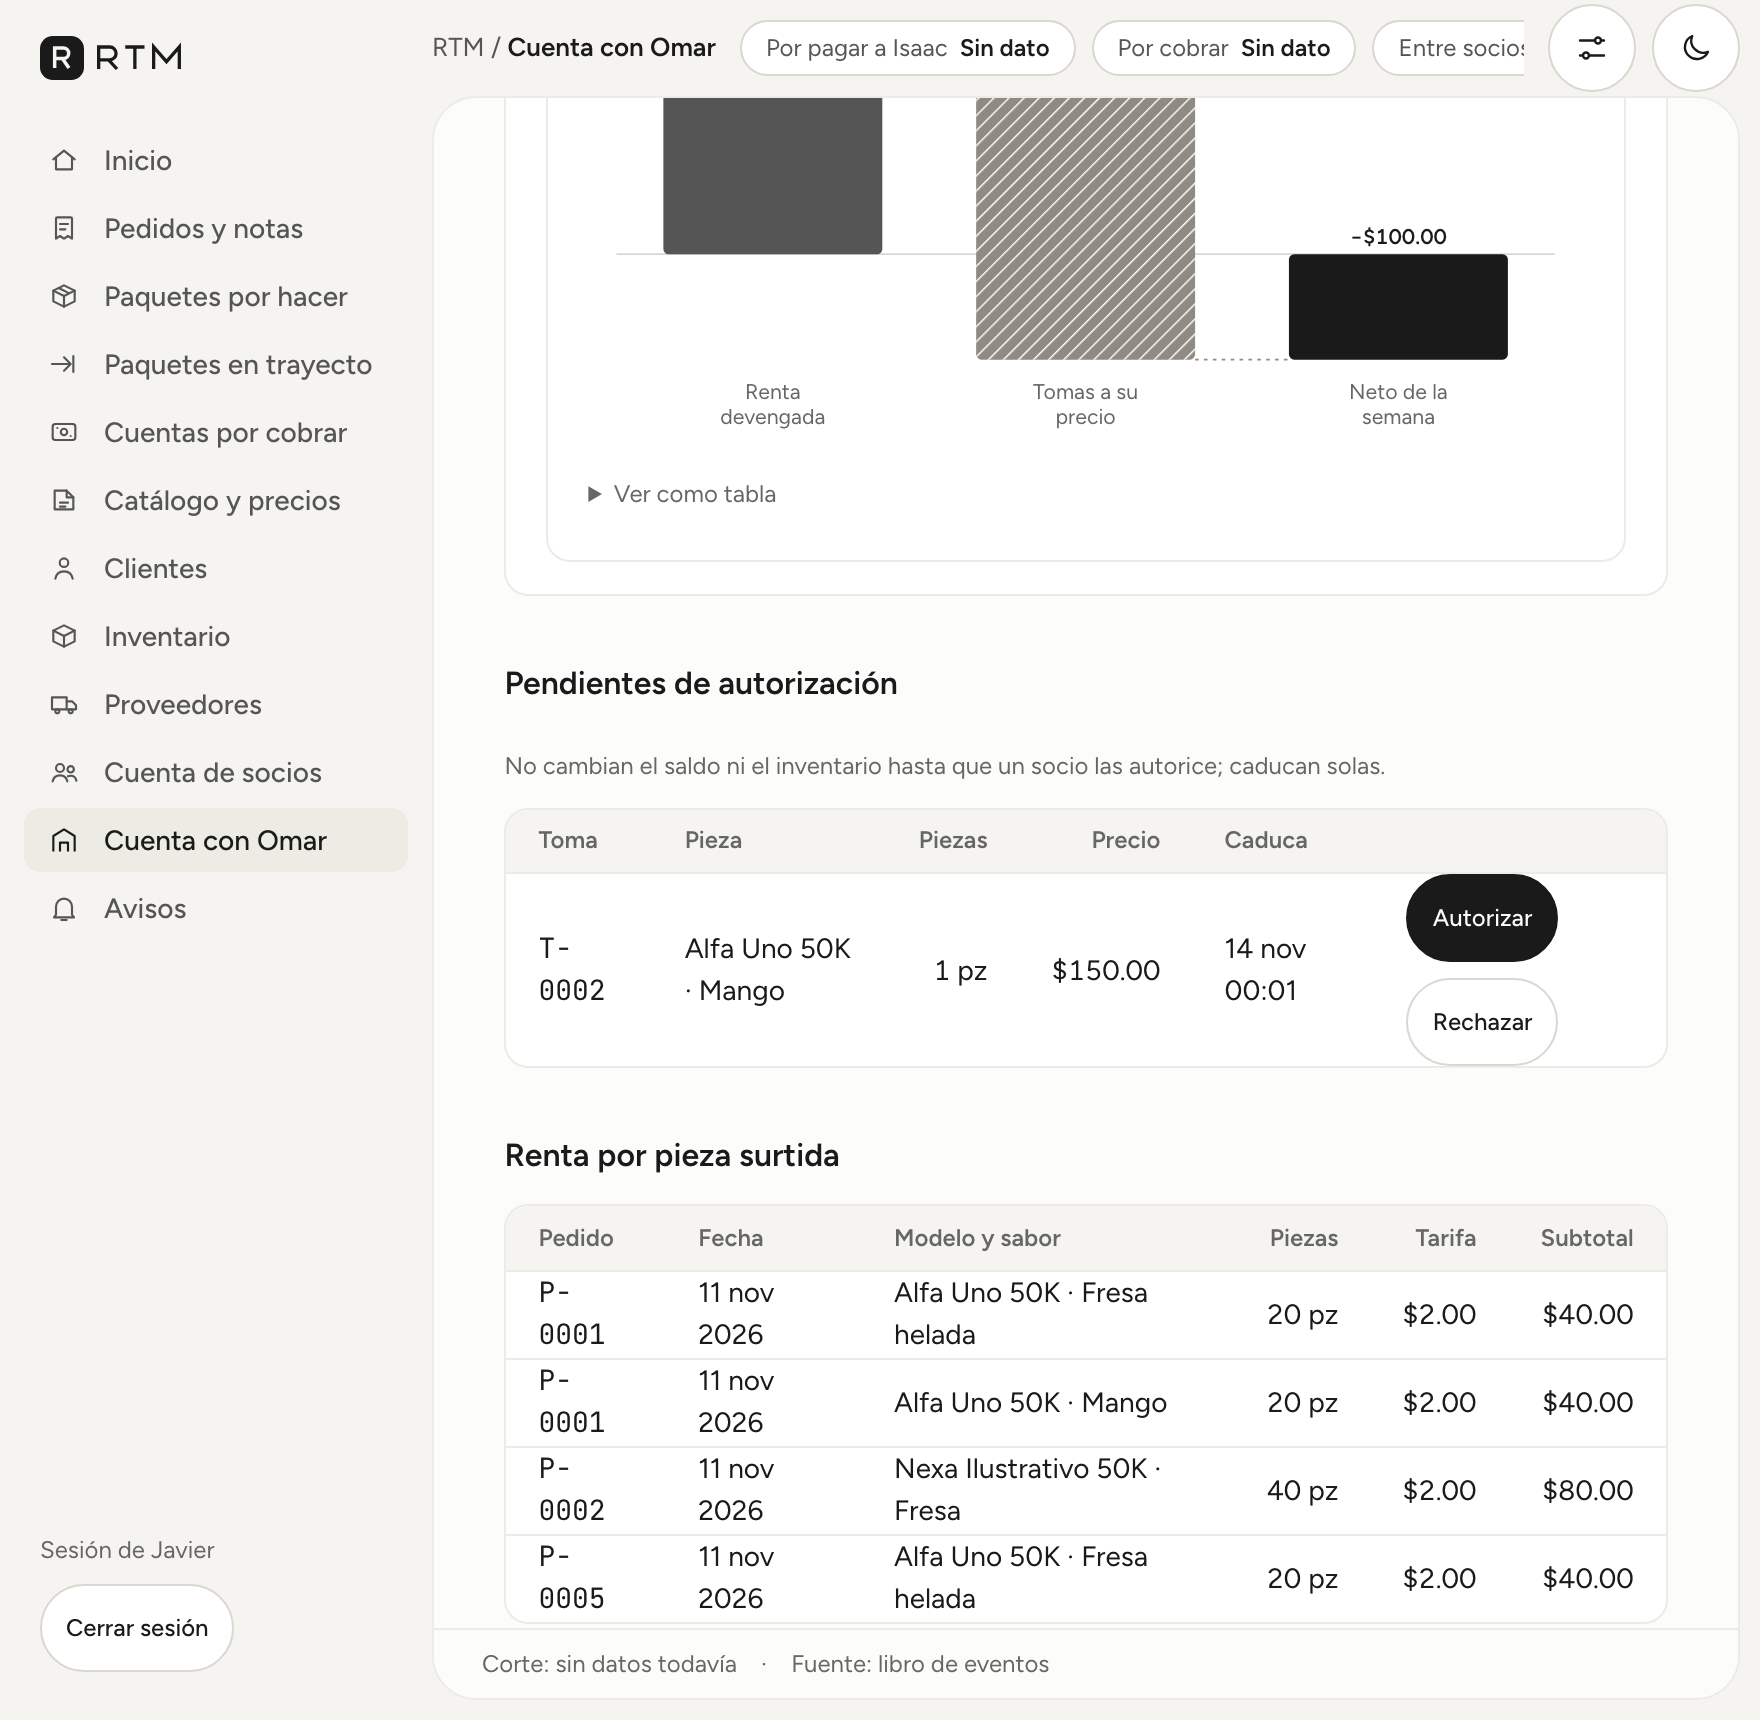 R RTM
RTM / Cuenta con Omar
Por pagar a Isaac Sin dato
Por cobrar Sin dato
Entre socios
Inicio
Pedidos y notas
Paquetes por hacer
Paquetes en trayecto
Cuentas por cobrar
Catálogo y precios
Clientes
Inventario
Proveedores
Cuenta de socios
Cuenta con Omar
Avisos
Sesión de Javier
Cerrar sesión
-$100.00
Renta
devengada
Tomas a su
precio
Neto de la
semana
Ver como tabla
Pendientes de autorización
No cambian el saldo ni el inventario hasta que un socio las autorice; caducan solas.
Toma Pieza Piezas Precio Caduca
T-
0002
Alfa Uno 50K
· Mango
1 pz
$150.00
14 nov
00:01
Autorizar
Rechazar
Renta por pieza surtida
Pedido Fecha Modelo y sabor Piezas Tarifa Subtotal
P-
0001
11 nov
2026
Alfa Uno 50K · Fresa
helada
20 pz
$2.00
$40.00
P-
0001
11 nov
2026
Alfa Uno 50K · Mango
20 pz
$2.00
$40.00
P-
0002
11 nov
2026
Nexa Ilustrativo 50K ·
Fresa
40 pz
$2.00
$80.00
P-
0005
11 nov
2026
Alfa Uno 50K · Fresa
helada
20 pz
$2.00
$40.00
Corte: sin datos todavía · Fuente: libro de eventos